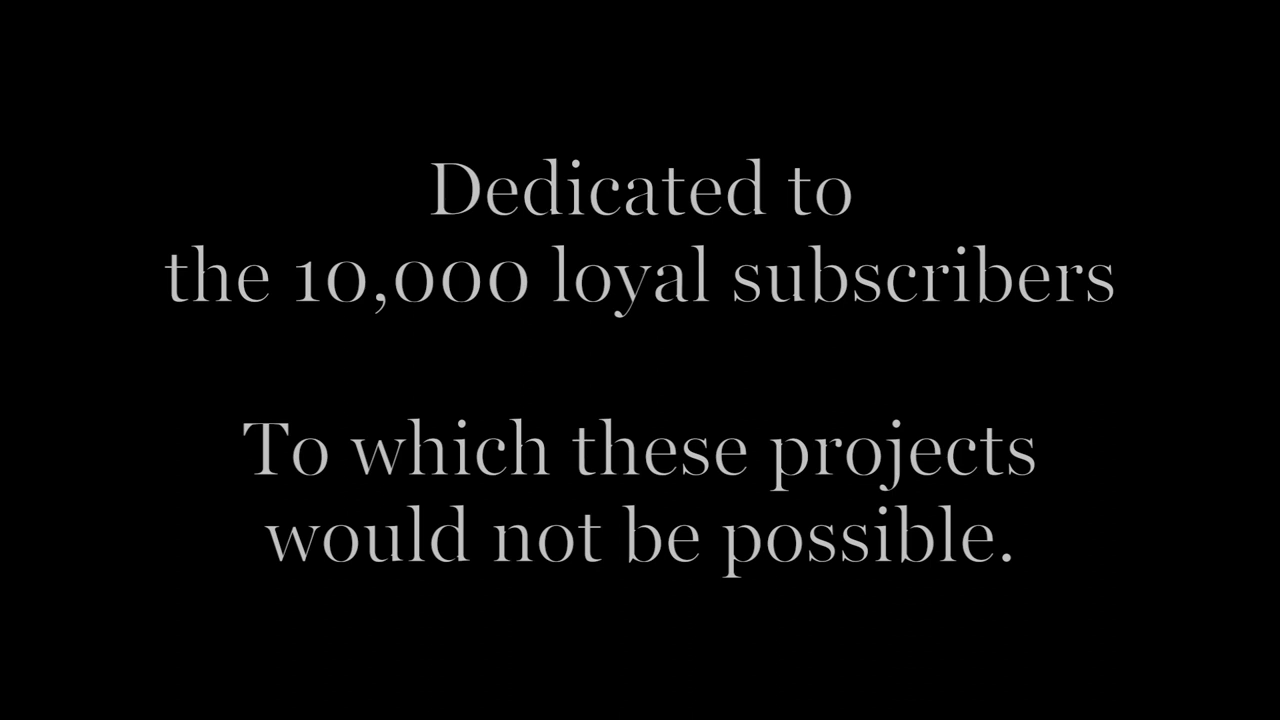 Dedicated to
the 10,000 loyal subscribers
To which these projects
would not be possible.